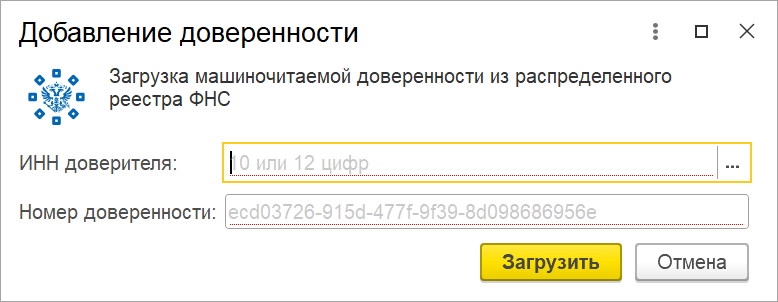 Добавление доверенности
Загрузка машиночитаемой доверенности из распределенного
реестра ФНС
ИНН доверителя: 10 или 12 цифр ...
Номер доверенности: ecd03726-915d-477f-9f39-8d098686956e
Загрузить Отмена